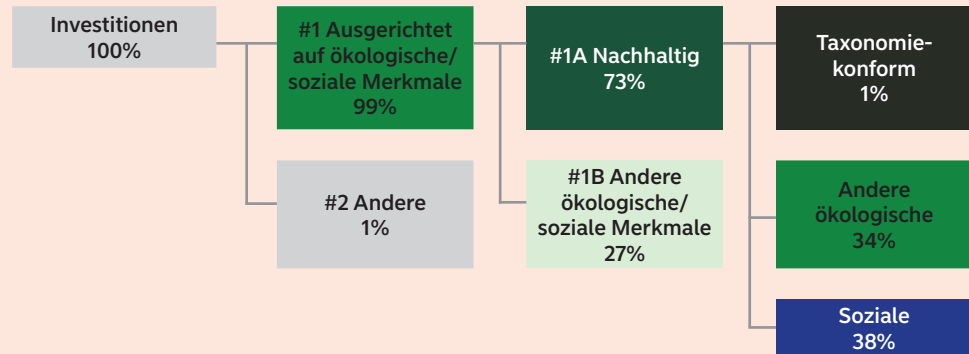 Investitionen
100%
#1 Ausgerichtet
auf ökologische/
soziale Merkmale
99%
#1A Nachhaltig
73%
Taxonomie-
konform
1%
#2 Andere
1%
#1B Andere
ökologische/
soziale Merkmale
27%
Andere
ökologische
34%
Soziale
38%